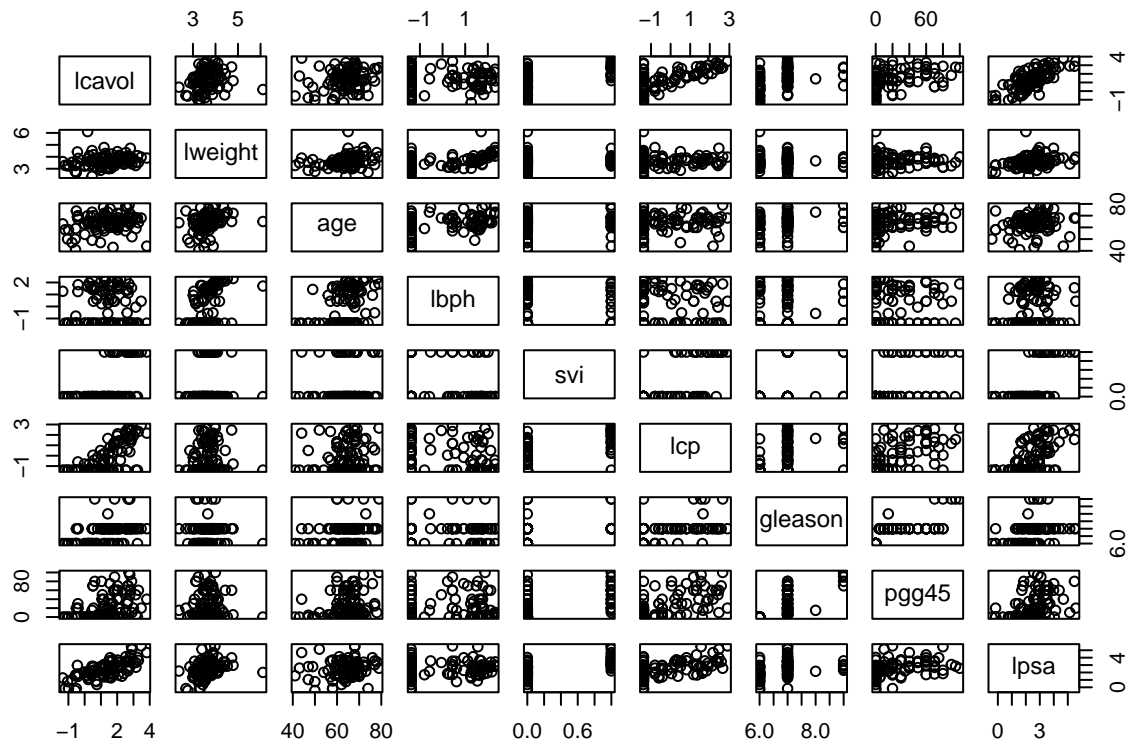 3 5 −1 1 −1 1 3 0 60
lcavol −1 4
3 6 lweight
age 40 80
−1 2 lbph
svi 0.0
−1 3 lcp
gleason 6.0
0 80 pgg45
lpsa 0 4
−1 2 4 40 60 80 0.0 0.6 6.0 8.0 0 3